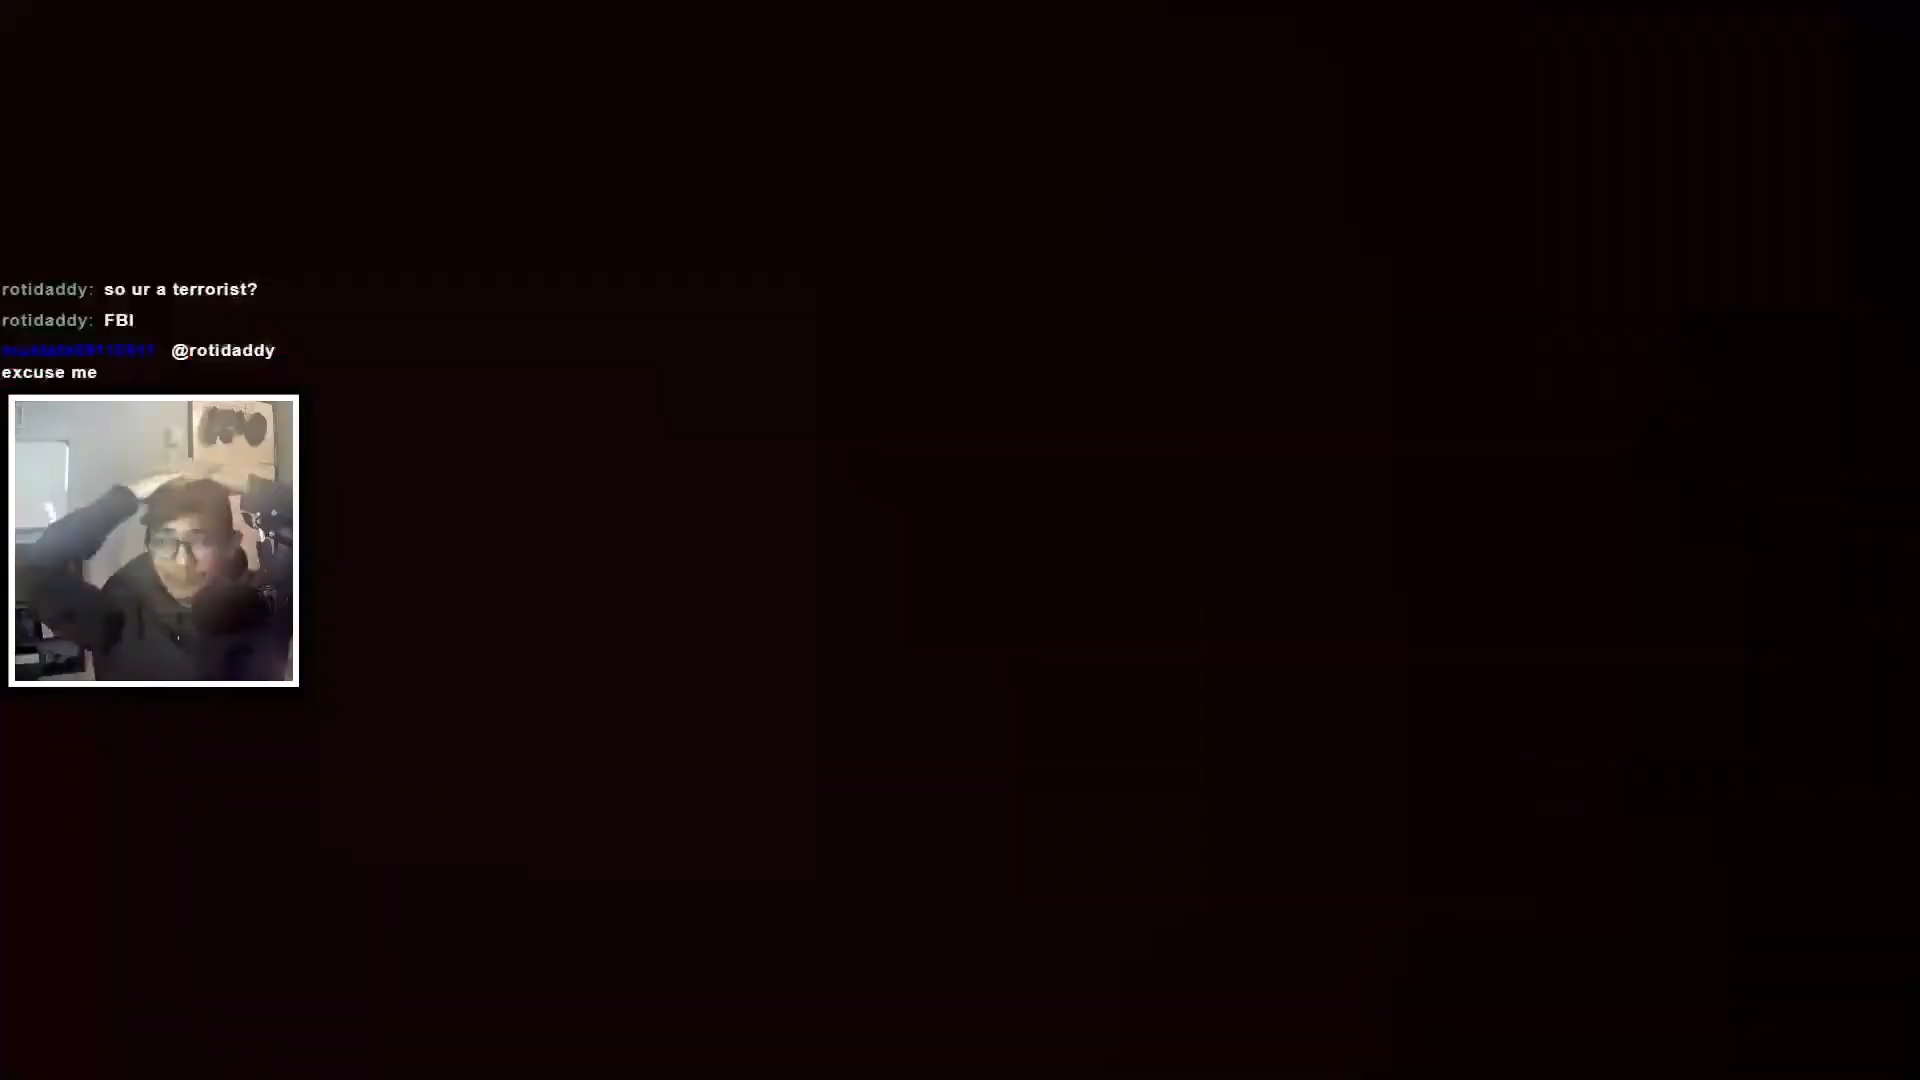 rotidaddy: so ur a terrorist?
rotidaddy: FBI
@rotidaddy
excuse me